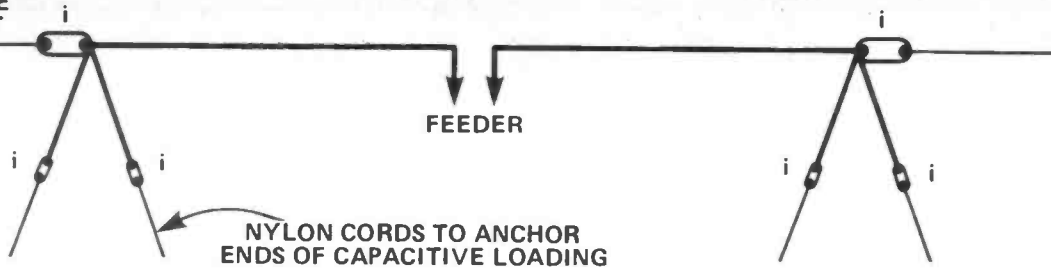 i
i
FEEDER
i
i
i
i
NYLON CORDS TO ANCHOR
ENDS OF CAPACITIVE LOADING